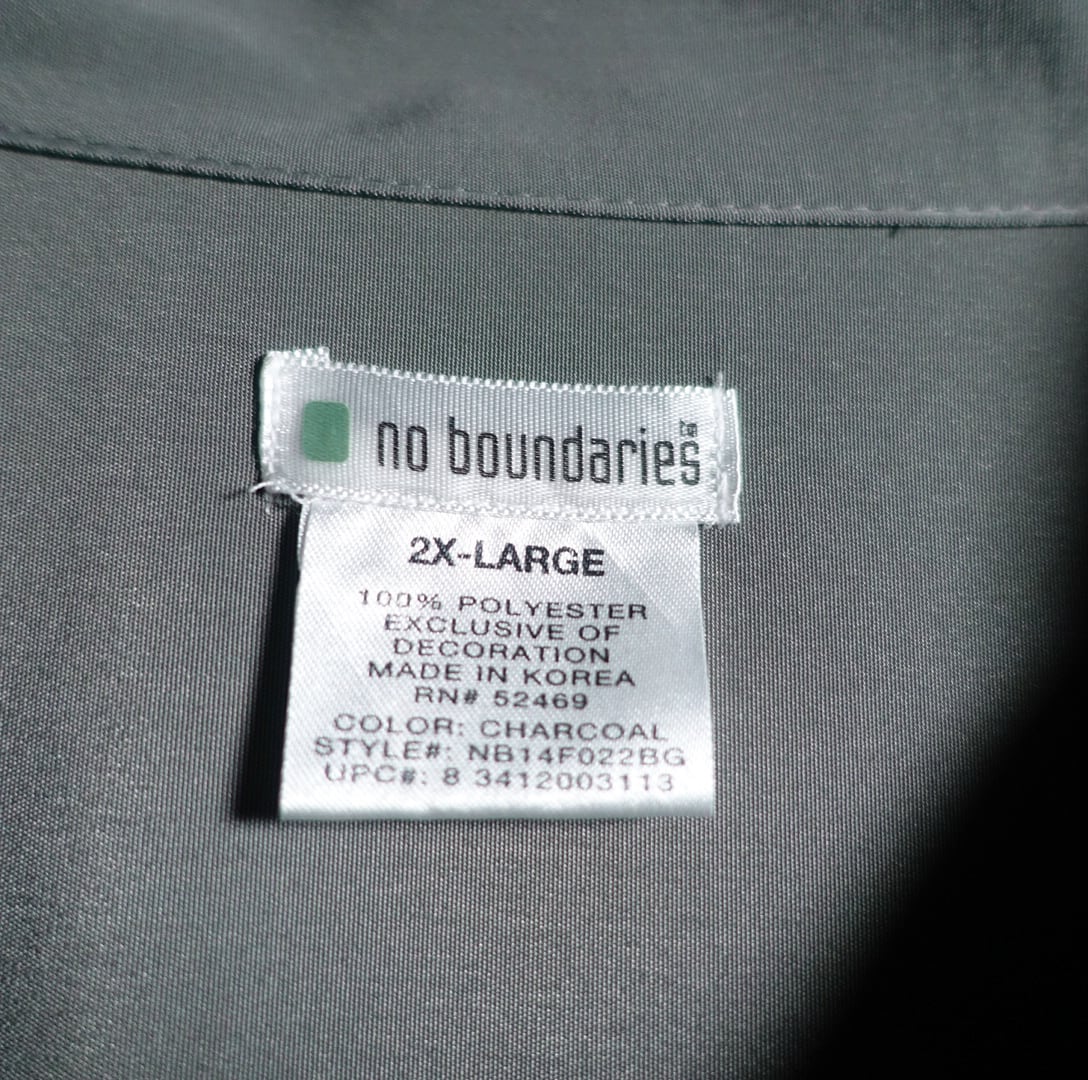 no boundaries
2X-LARGE
100% POLYESTER
EXCLUSIVE OF
DECORATION
MADE IN KOREA
RN# 52469
COLOR: CHARCOAL
STYLE#: NB14F022BG
UPC#: 8 3412003113